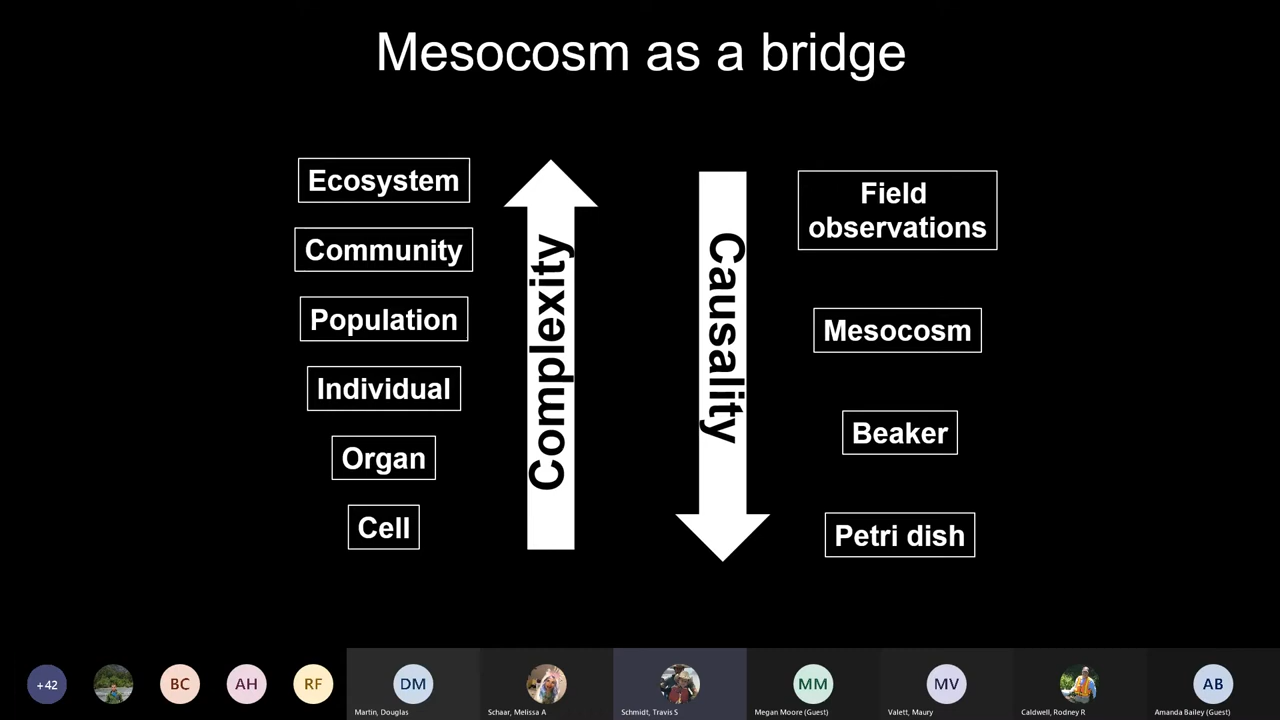 Mesocosm as a bridge
Ecosystem
Community
Population
Individual
Organ
Cell
Complexity
Causality
Field
observations
Mesocosm
Beaker
Petri dish
+42
BC
AH
RF
DM
Martin, Douglas
Schaar, Melissa A
Schmidt, Travis S
MM
Megan Moore (Guest)
MV
Valett, Maury
Caldwell, Rodney R
AB
Amanda Bailey (Guest)